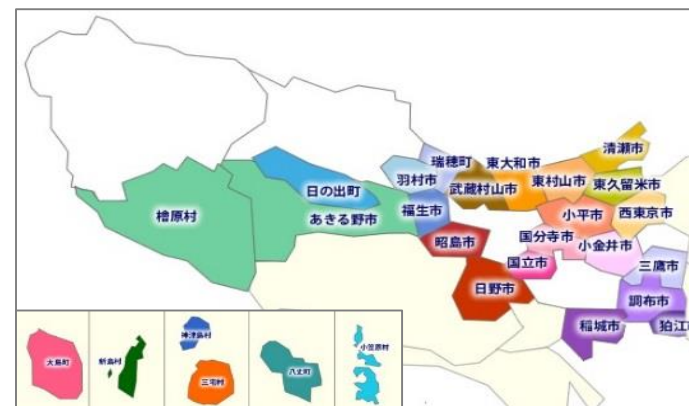 清瀬市
瑞穂町
東大和市
羽村市
武蔵村山市
東村山市
東久留米市
日の出町
檜原村
あきる野市
福生市
小平市
西東京市
昭島市
国分寺市
小金井市
国立市
三鷹市
日野市
調布市
稲城市
狛江
大島町
新島村
神津島村
三宅村
八丈町
小笠原村